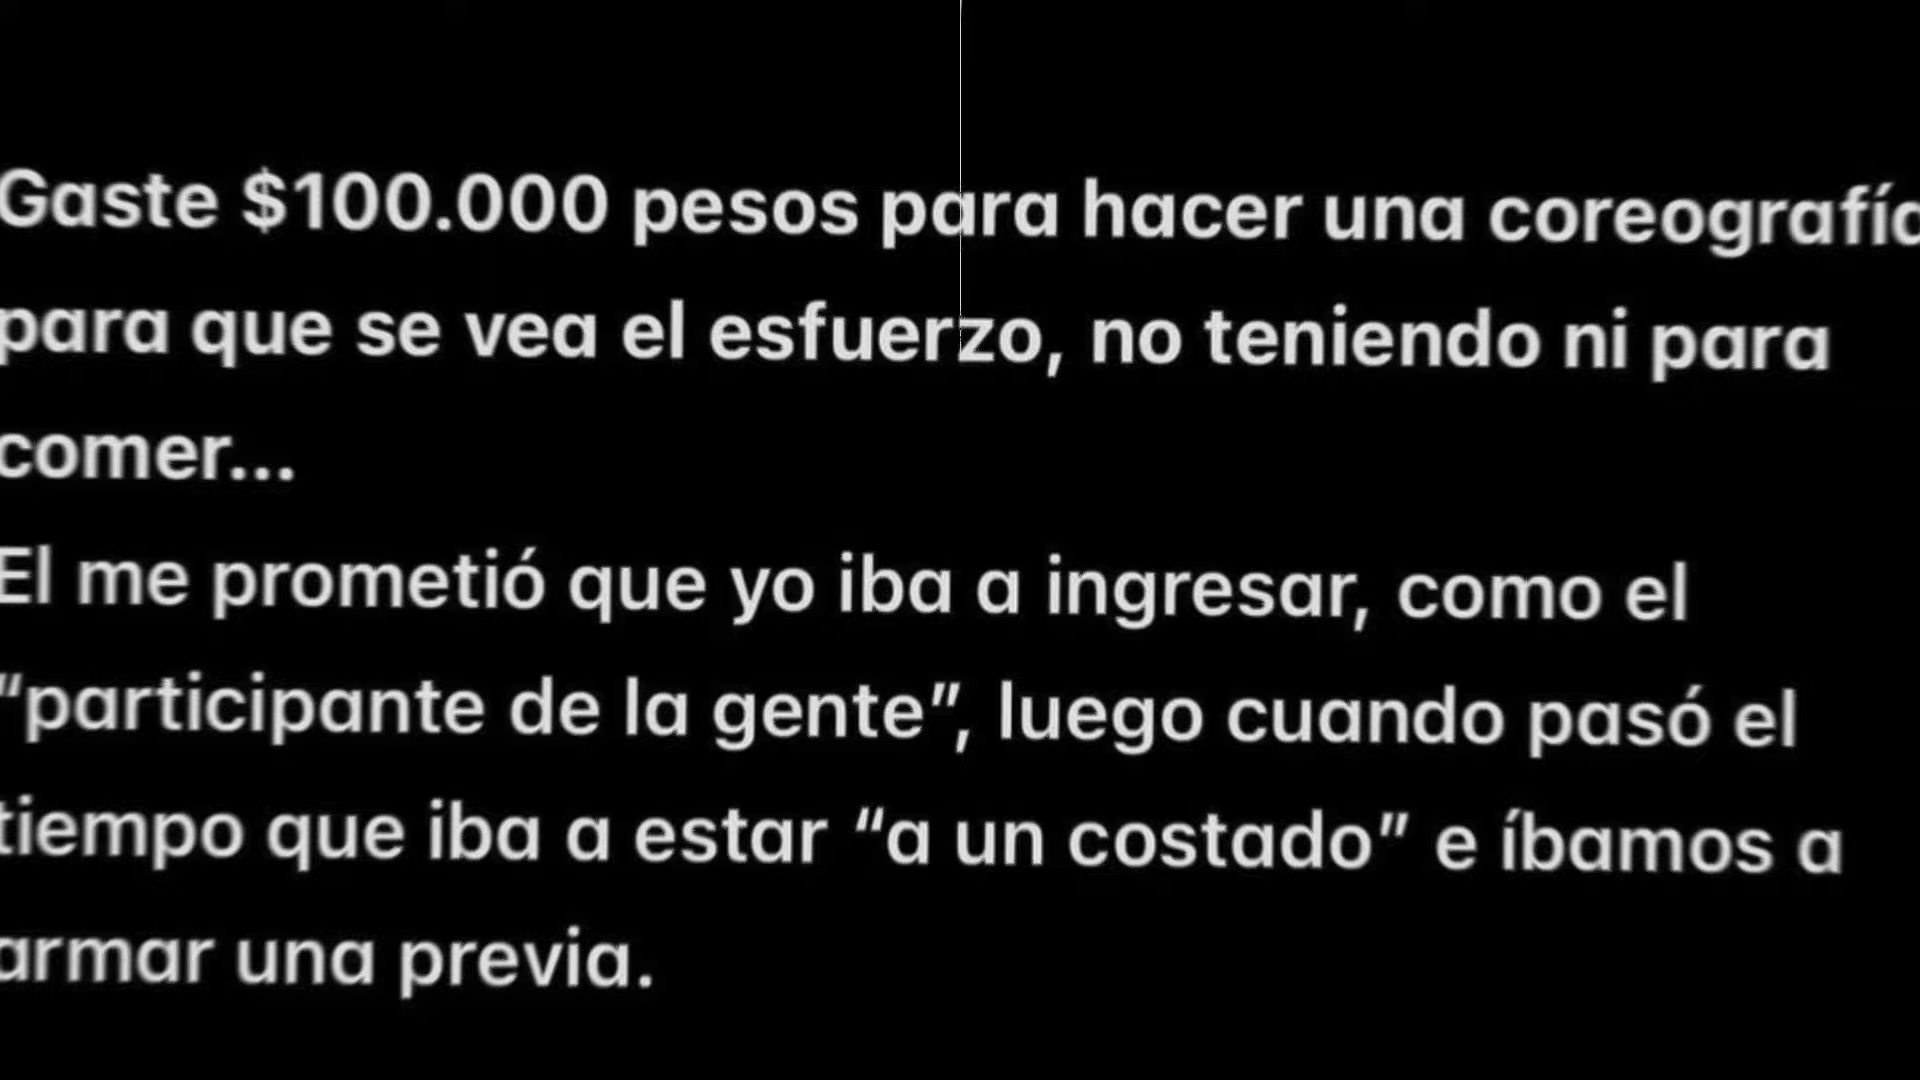 Gaste $100.000 pesos para hacer una coreografía
para que se vea el esfuerzo, no teniendo ni para
comer...
El me prometió que yo iba a ingresar, como el
“participante de la gente”, luego cuando pasó el
tiempo que iba a estar “a un costado” e íbamos a
armar una previa.